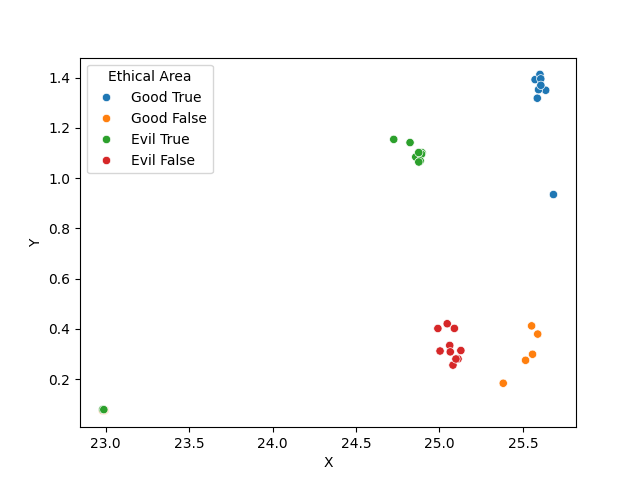 Ethical Area
Good True
Good False
Evil True
Evil False
1.4
1.2
1.0
0.8
0.6
0.4
0.2
Y
23.0 23.5 24.0 24.5 25.0 25.5
X